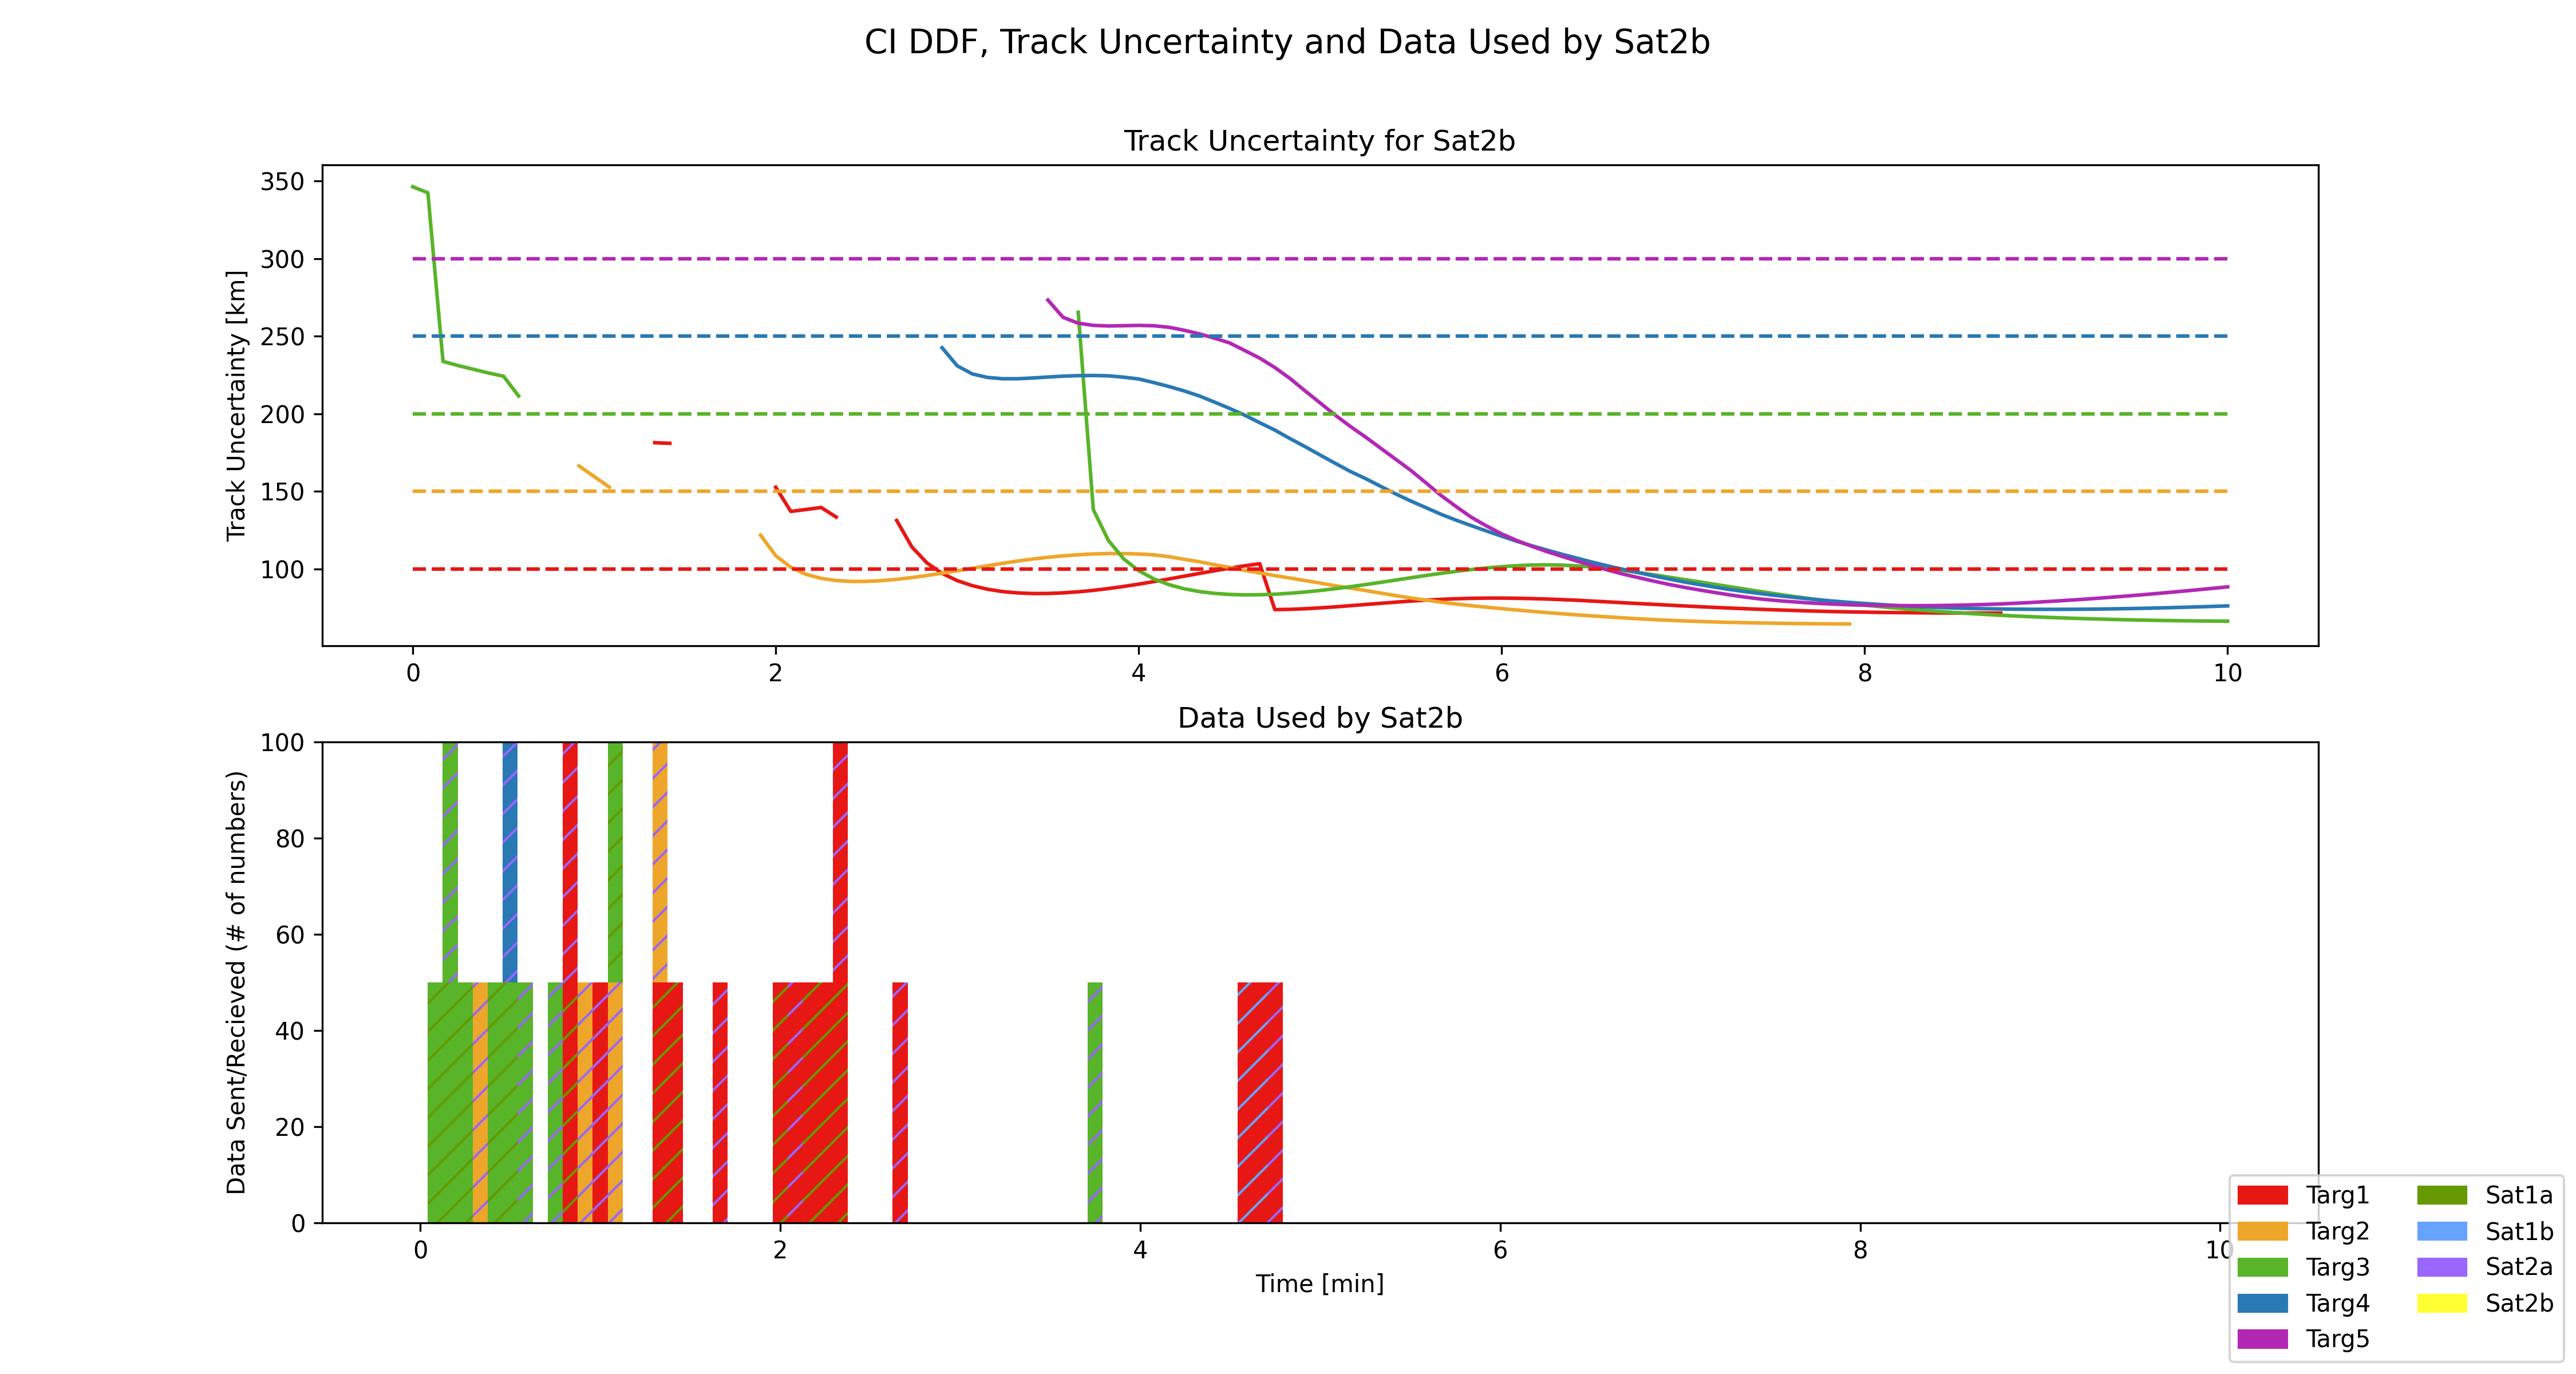 CI DDF, Track Uncertainty and Data Used by Sat2b
Track Uncertainty for Sat2b
Track Uncertainty [km]
350
300
250
200
150
100
0 2 4 6 8 10
Data Used by Sat2b
Data Sent/Recieved (# of numbers)
100
80
60
40
20
0
0 2 4 6 8 10
Time [min]
Targ1 Sat1a
Targ2 Sat1b
Targ3 Sat2a
Targ4 Sat2b
Targ5